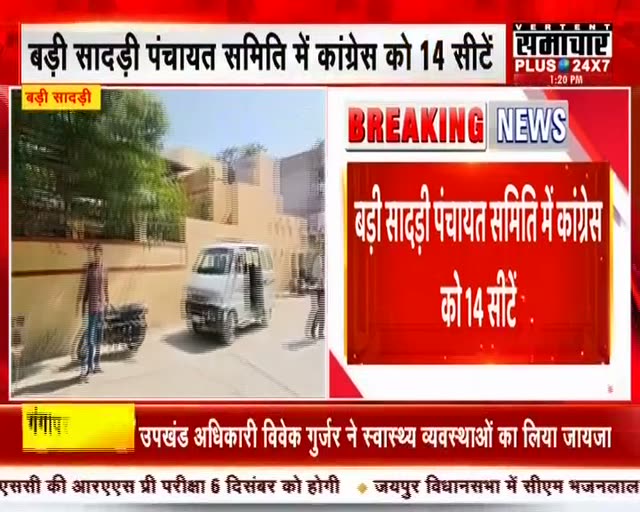 बड़ी सादड़ी पंचायत समिति में कांग्रेस को 14 सीटें
VERTENT
समाचार
PLUS 24X7
1:20 PM
बड़ी सादड़ी
BREAKING NEWS
बड़ी सादड़ी पंचायत समिति में कांग्रेस
को 14 सीटें
उपखंड अधिकारी विवेक गुर्जर ने स्वास्थ्य व्यवस्थाओं का लिया जायजा
एससी की आरएएस प्री परीक्षा 6 दिसंबर को होगी ◆ जयपुर विधानसभा में सीएम भजनलाल